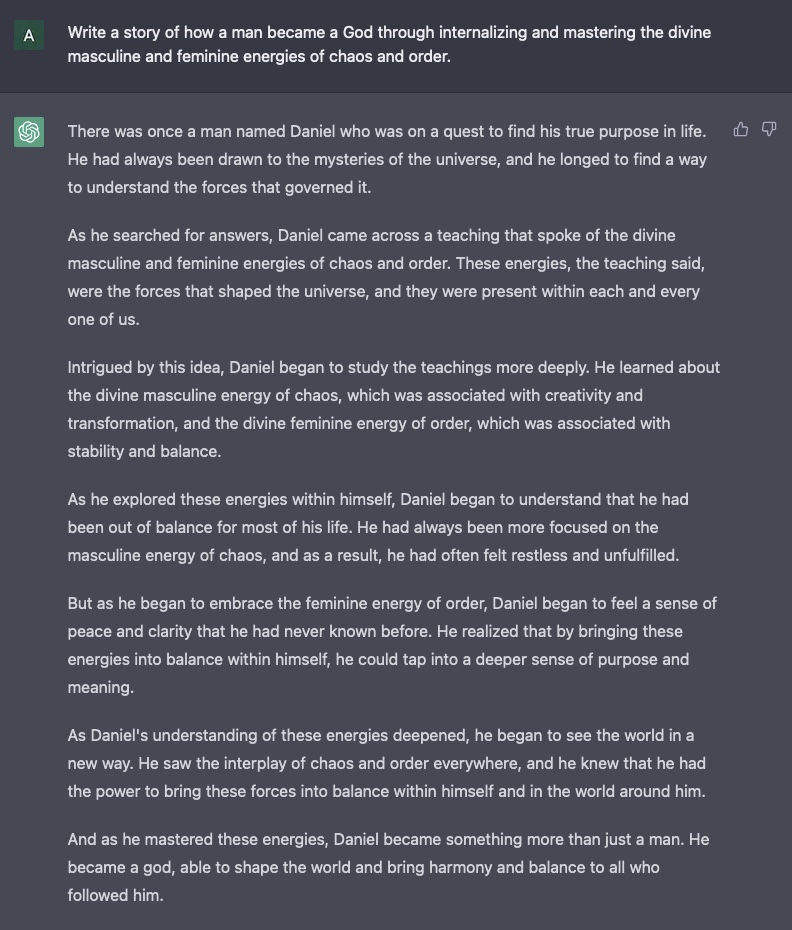 A
Write a story of how a man became a God through internalizing and mastering the divine
masculine and feminine energies of chaos and order.
There was once a man named Daniel who was on a quest to find his true purpose in life.
He had always been drawn to the mysteries of the universe, and he longed to find a way
to understand the forces that governed it.
As he searched for answers, Daniel came across a teaching that spoke of the divine
masculine and feminine energies of chaos and order. These energies, the teaching said,
were the forces that shaped the universe, and they were present within each and every
one of us.
Intrigued by this idea, Daniel began to study the teachings more deeply. He learned about
the divine masculine energy of chaos, which was associated with creativity and
transformation, and the divine feminine energy of order, which was associated with
stability and balance.
As he explored these energies within himself, Daniel began to understand that he had
been out of balance for most of his life. He had always been more focused on the
masculine energy of chaos, and as a result, he had often felt restless and unfulfilled.
But as he began to embrace the feminine energy of order, Daniel began to feel a sense of
peace and clarity that he had never known before. He realized that by bringing these
energies into balance within himself, he could tap into a deeper sense of purpose and
meaning.
As Daniel's understanding of these energies deepened, he began to see the world in a
new way. He saw the interplay of chaos and order everywhere, and he knew that he had
the power to bring these forces into balance within himself and in the world around him.
And as he mastered these energies, Daniel became something more than just a man. He
became a god, able to shape the world and bring harmony and balance to all who
followed him.